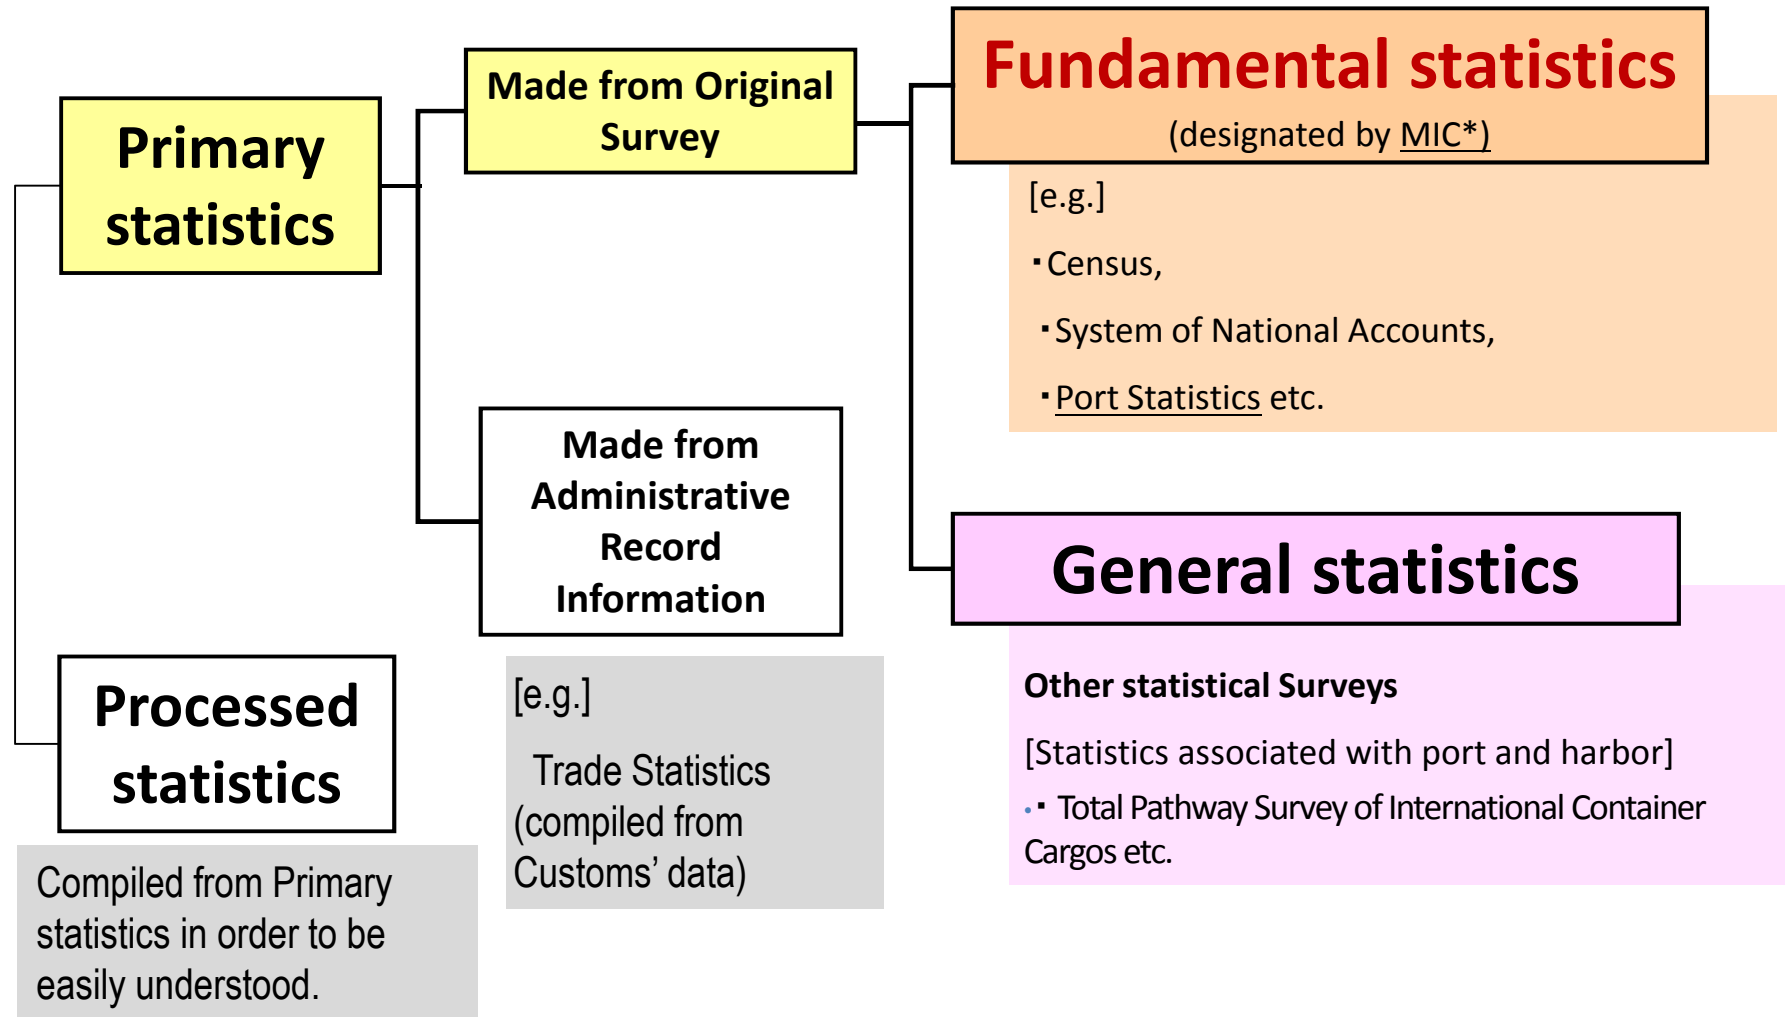 Primary
statistics
Made from Original
Survey
Fundamental statistics
(designated by MIC*)
[e.g.]
▪Census,
▪System of National Accounts,
▪Port Statistics etc.
Made from
Administrative
Record
Information
[e.g.]
Trade Statistics
(compiled from
Customs’ data)
General statistics
Other statistical Surveys
[Statistics associated with port and harbor]
•▪ Total Pathway Survey of International Container
Cargos etc.
Processed
statistics
Compiled from Primary
statistics in order to be
easily understood.